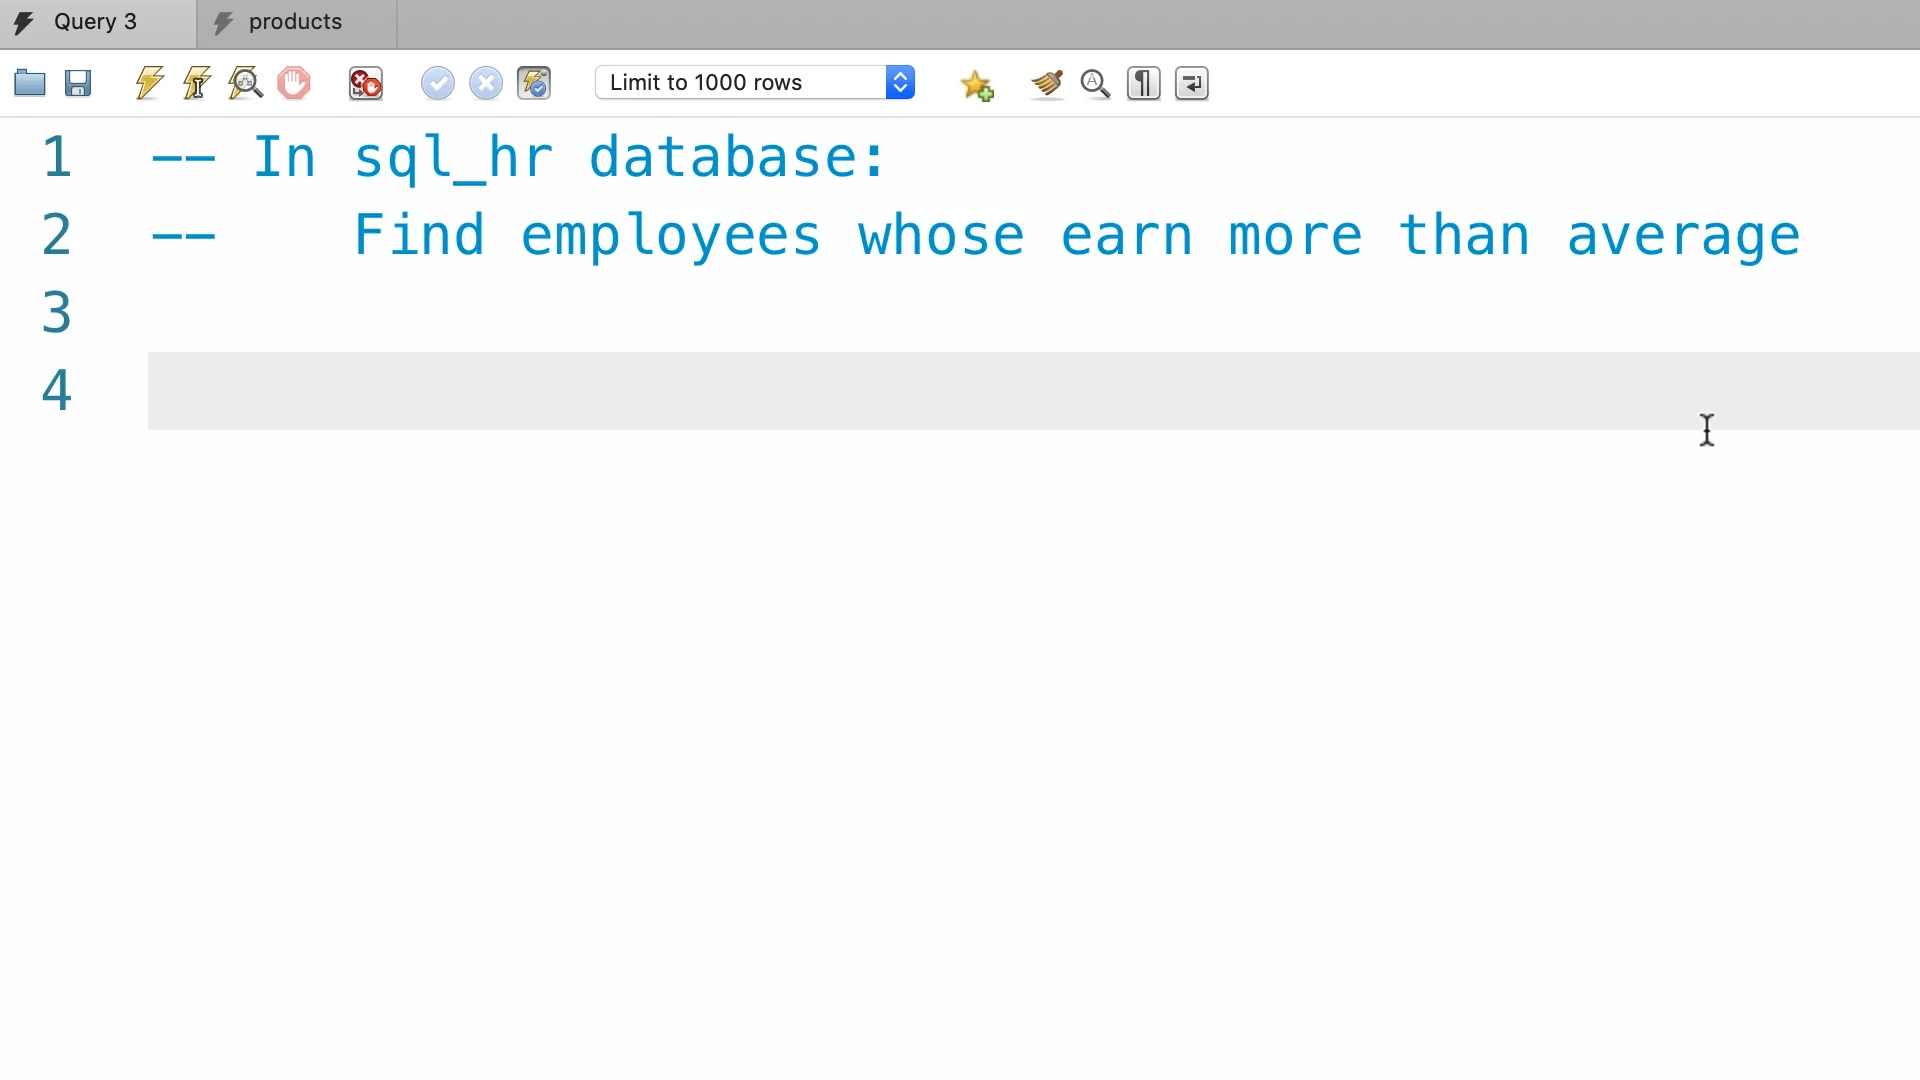 Query 3
products
Limit to 1000 rows
1 -- In sql_hr database:
2 -- Find employees whose earn more than average
3
4